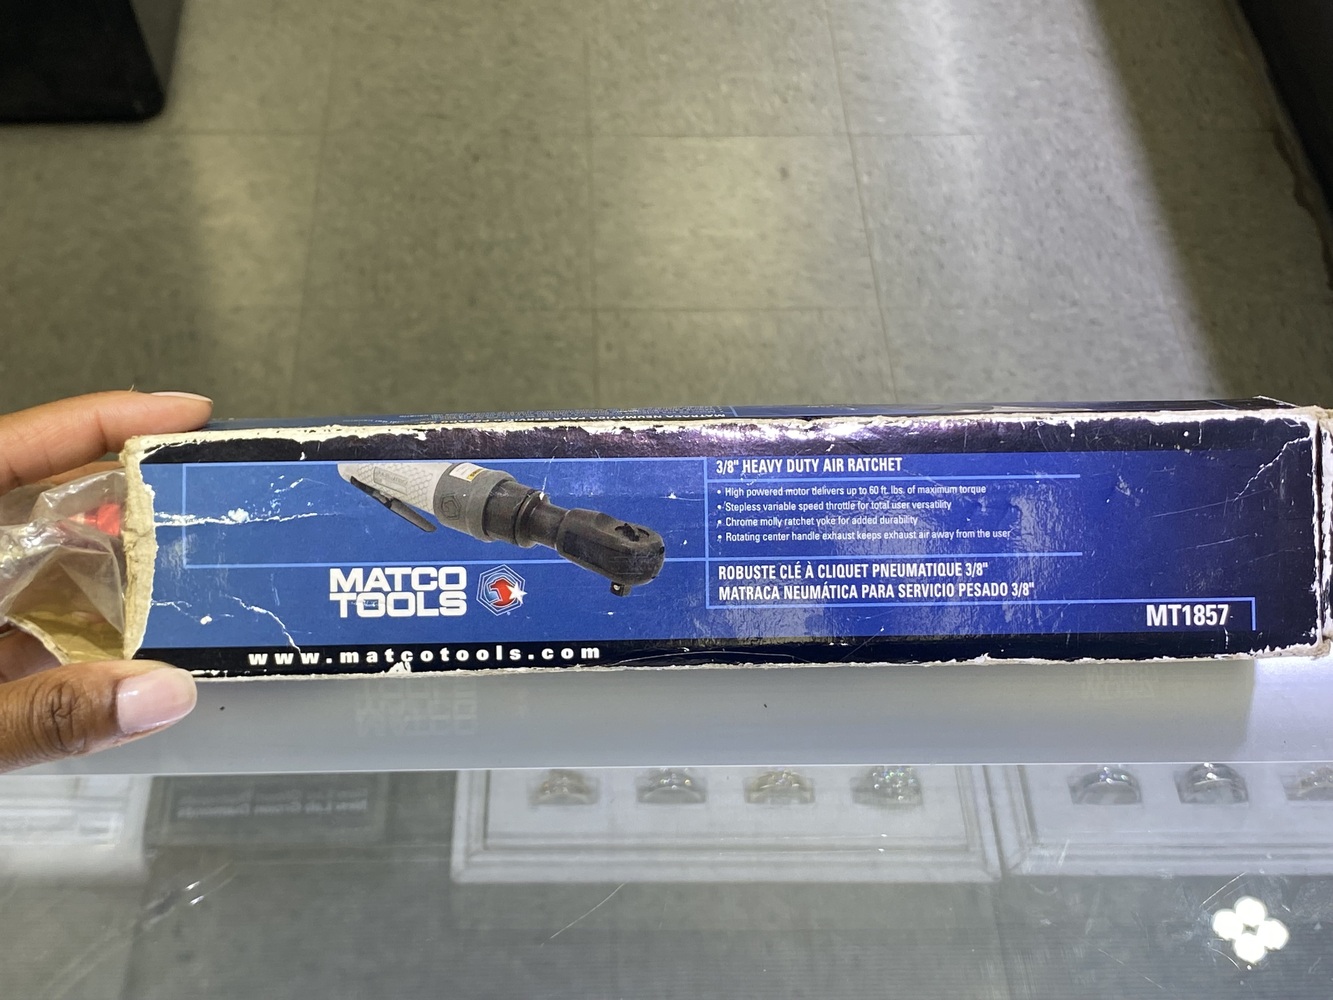 3/8" HEAVY DUTY AIR RATCHET
• High powered motor delivers up to 60 ft. lbs. of maximum torque
• Stepless variable speed throttle for total user versatility
• Chrome molly ratchet yoke for added durability
• Rotating center handle exhaust keeps exhaust air away from the user
ROBUSTE CLÉ À CLIQUET PNEUMATIQUE 3/8"
MATRACA NEUMÁTICA PARA SERVICIO PESADO 3/8"
MATCO
TOOLS
MT1857
www.matcotools.com